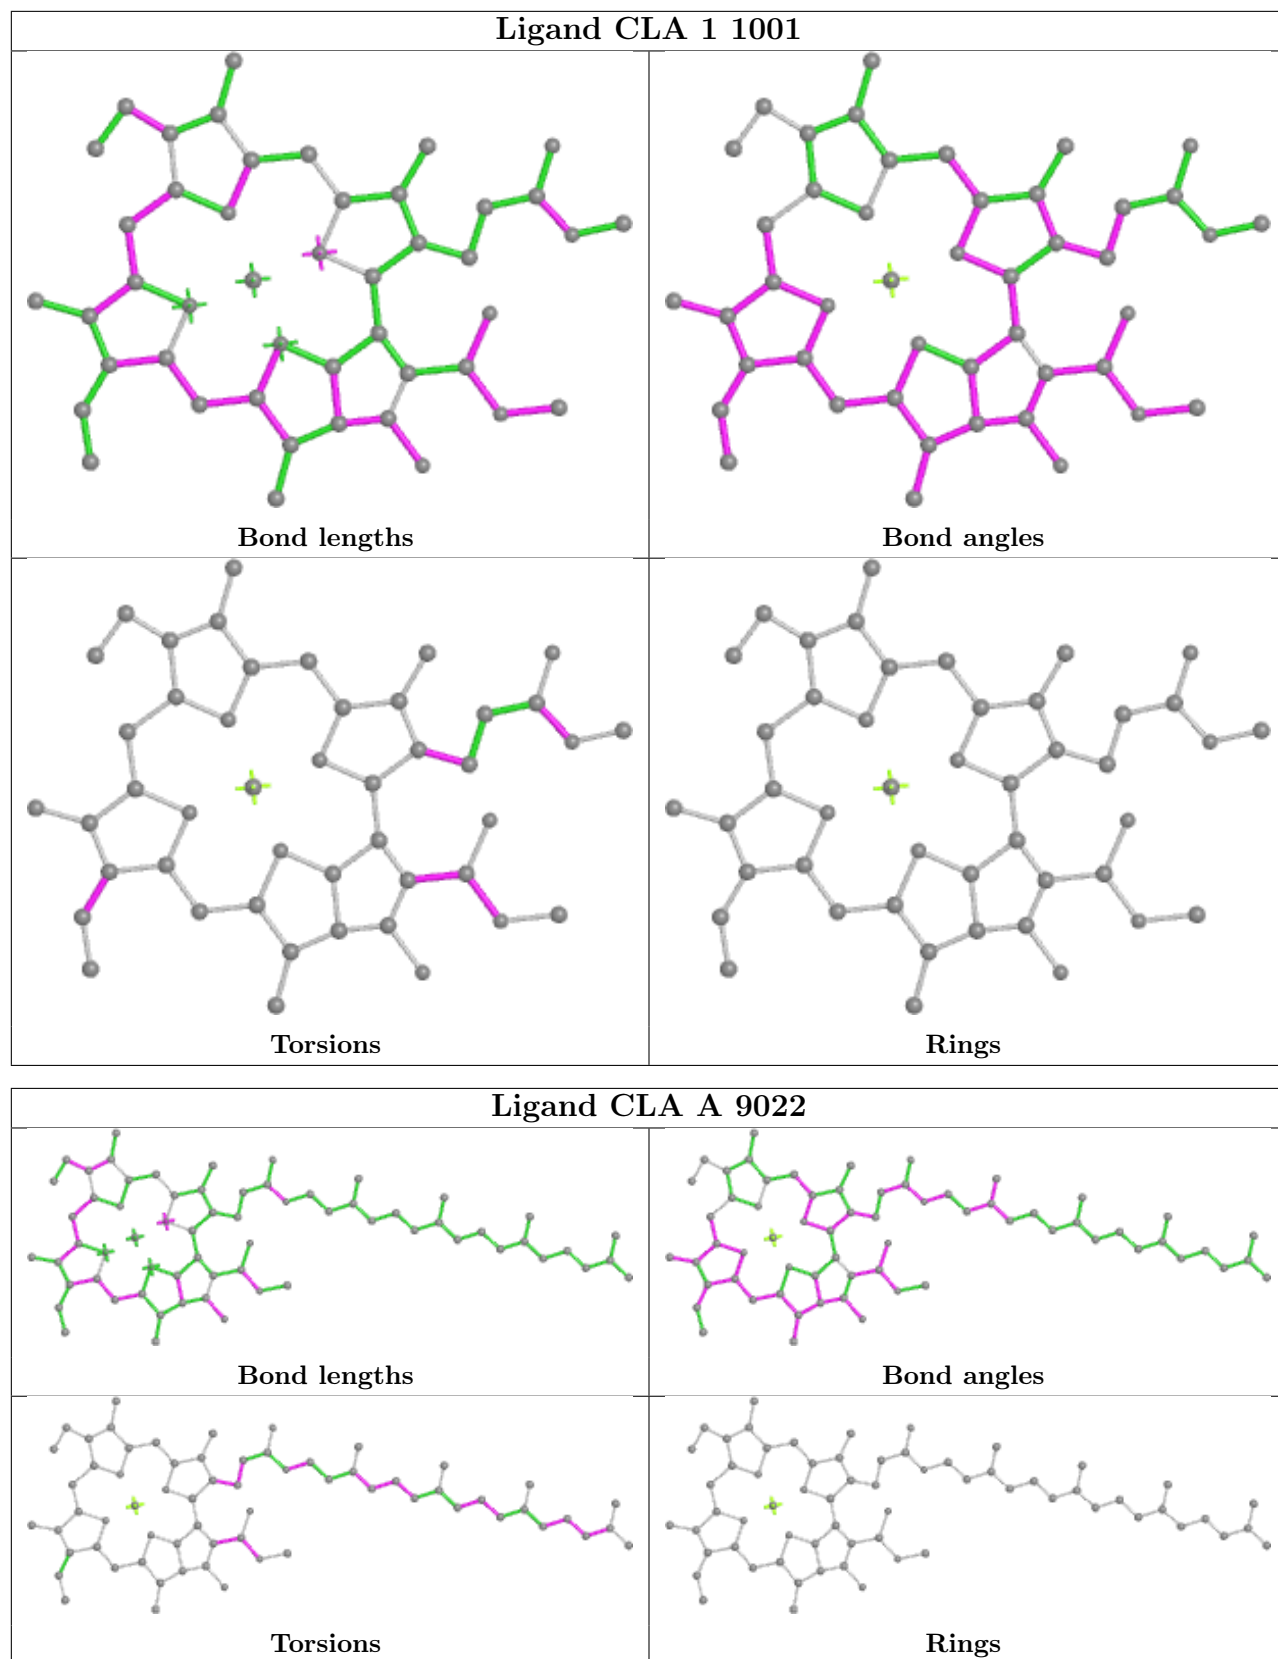 Ligand CLA 1 1001
Bond lengths
Bond angles
Torsions
Rings
Ligand CLA A 9022
Bond lengths
Bond angles
Torsions
Rings